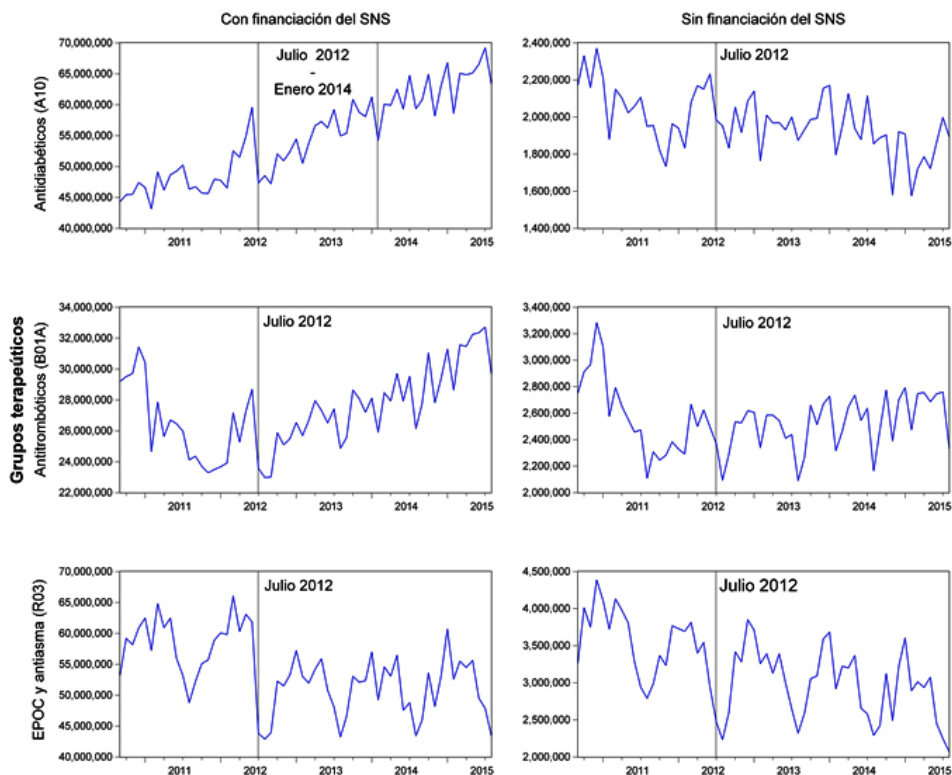 Con financiación del SNS
Sin financiación del SNS
Grupos terapeúticos
Antidiabéticos (A10)
70,000,000
65,000,000
60,000,000
55,000,000
50,000,000
45,000,000
40,000,000
Julio 2012
-
Enero 2014
2011 2012 2013 2014 2015
2,400,000
2,200,000
2,000,000
1,800,000
1,600,000
1,400,000
Julio 2012
2011 2012 2013 2014 2015
Antitrombóticos (B01A)
34,000,000
32,000,000
30,000,000
28,000,000
26,000,000
24,000,000
22,000,000
Julio 2012
2011 2012 2013 2014 2015
3,400,000
3,200,000
3,000,000
2,800,000
2,600,000
2,400,000
2,200,000
2,000,000
Julio 2012
2011 2012 2013 2014 2015
EPOC y antiasma (R03)
70,000,000
65,000,000
60,000,000
55,000,000
50,000,000
45,000,000
40,000,000
Julio 2012
2011 2012 2013 2014 2015
4,500,000
4,000,000
3,500,000
3,000,000
2,500,000
2,000,000
Julio 2012
2011 2012 2013 2014 2015